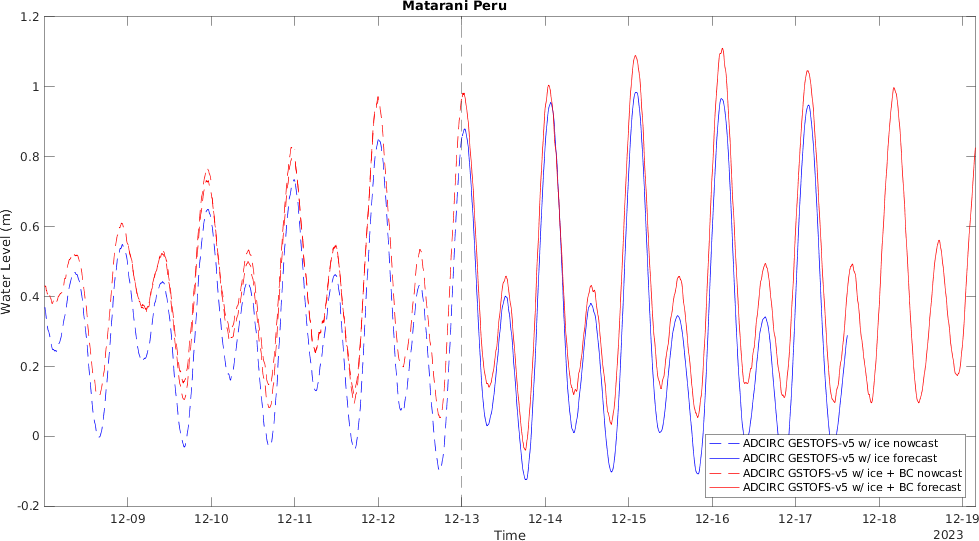 Matarani Peru
1.2
1
0.8
0.6
0.4
0.2
0
-0.2
Water Level (m)
12-09 12-10 12-11 12-12 12-13 12-14 12-15 12-16 12-17 12-18 12-19
Time
2023
ADCIRC GESTOFS-v5 w/ ice nowcast
ADCIRC GESTOFS-v5 w/ ice forecast
ADCIRC GSTOFS-v5 w/ ice + BC nowcast
ADCIRC GSTOFS-v5 w/ ice + BC forecast